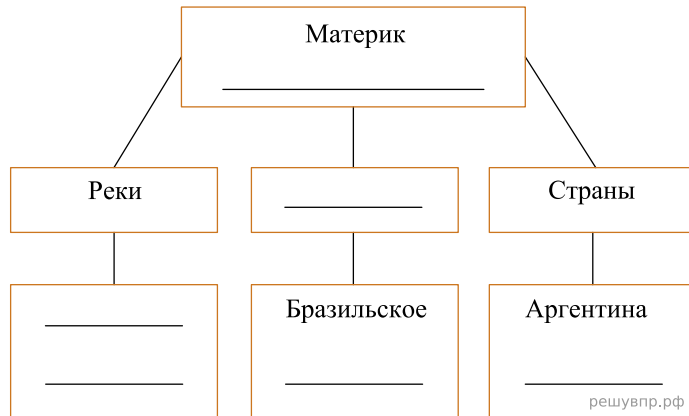 Материк
Реки
Страны
Бразильское
Аргентина
решувпр.рф